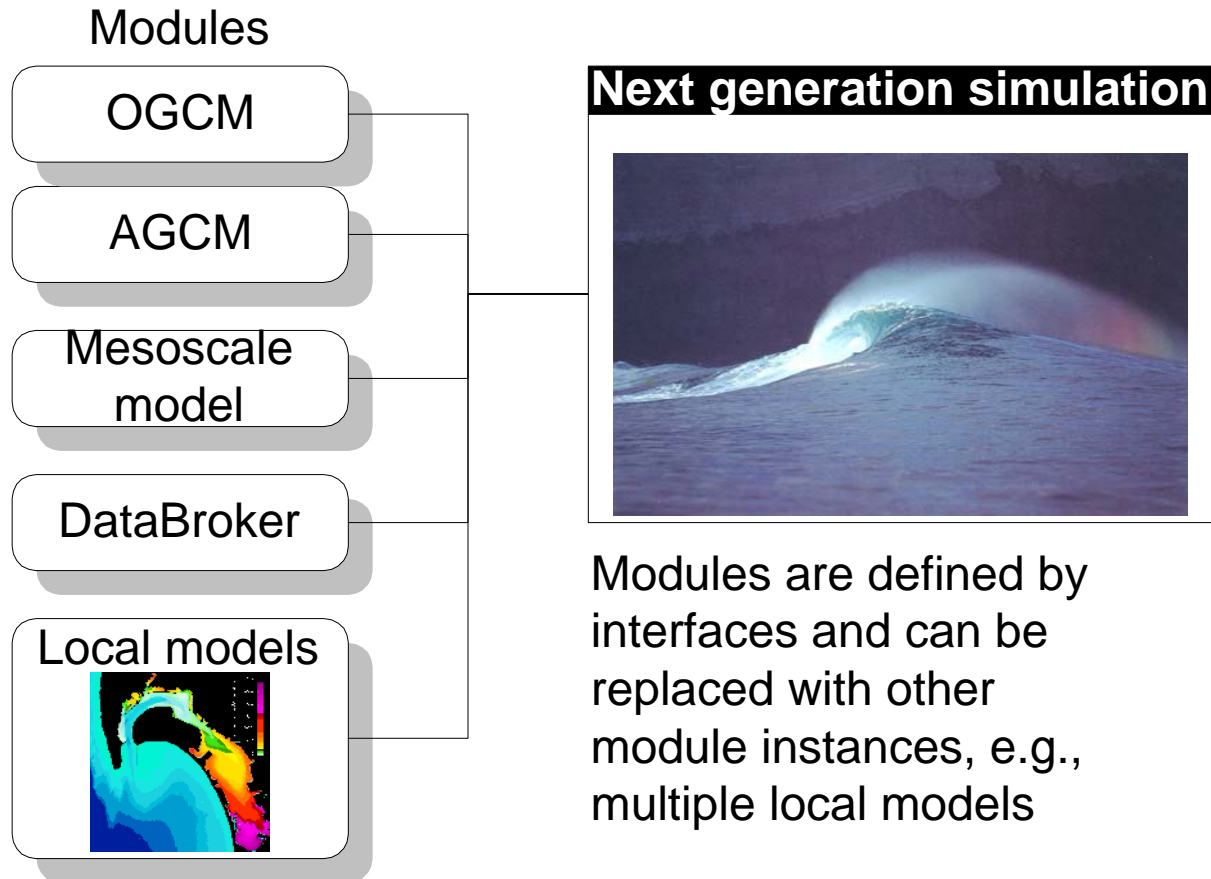 Modules
OGCM
AGCM
Mesoscale
model
DataBroker
Local models
Next generation simulation
Modules are defined by
interfaces and can be
replaced with other
module instances, e.g.,
multiple local models